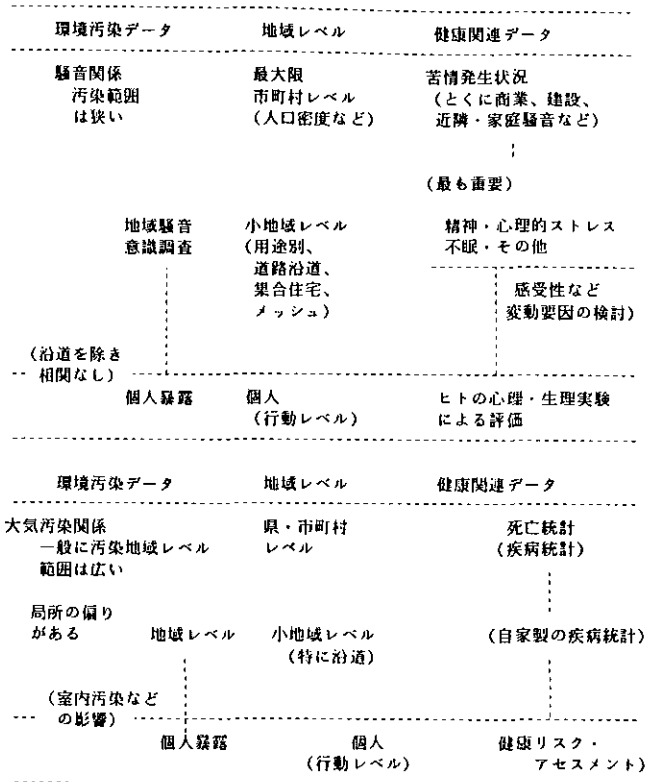 環境汚染データ 地域レベル 健康関連データ
騒音関係 最大限 苦情発生状況
汚染範囲 市町村レベル (とくに商業、建設、
は狭い (人口密度など) 近隣・家庭騒音など)
(最も重要)
地域騒音 小地域レベル 精神・心理的ストレス
意識調査 (用途別、 不眠・その他
道路沿道、
集合住宅、 感受性など
メッシュ) 変動要因の検討)
(沿道を除き
相関なし)
個人暴露 個人 ヒトの心理・生理実験
(行動レベル) による評価
環境汚染データ 地域レベル 健康関連データ
大気汚染関係 県・市町村 死亡統計
一般に汚染地域レベル レベル (疾病統計)
範囲は広い
局所の偏り
がある 地域レベル 小地域レベル (自家製の疾病統計)
(特に沿道)
(室内汚染など
の影響)
個人暴露 個人 健康リスク・
(行動レベル) アセスメント)